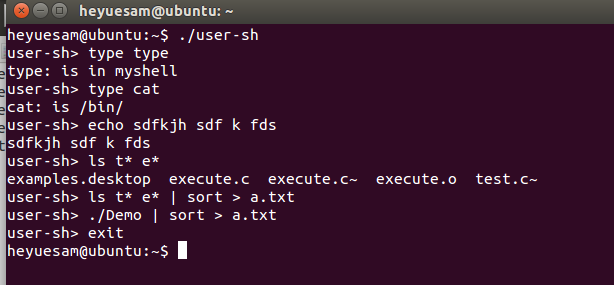 heyuesam@ubuntu: ~
heyuesam@ubuntu:~$ ./user-sh
user-sh> type type
type: is in myshell
user-sh> type cat
cat: is /bin/
user-sh> echo sdfkjh sdf k fds
sdfkjh sdf k fds
user-sh> ls t* e*
examples.desktop  execute.c  execute.c~  execute.o  test.c~
user-sh> ls t* e* | sort > a.txt
user-sh> ./Demo | sort > a.txt
user-sh> exit
heyuesam@ubuntu:~$